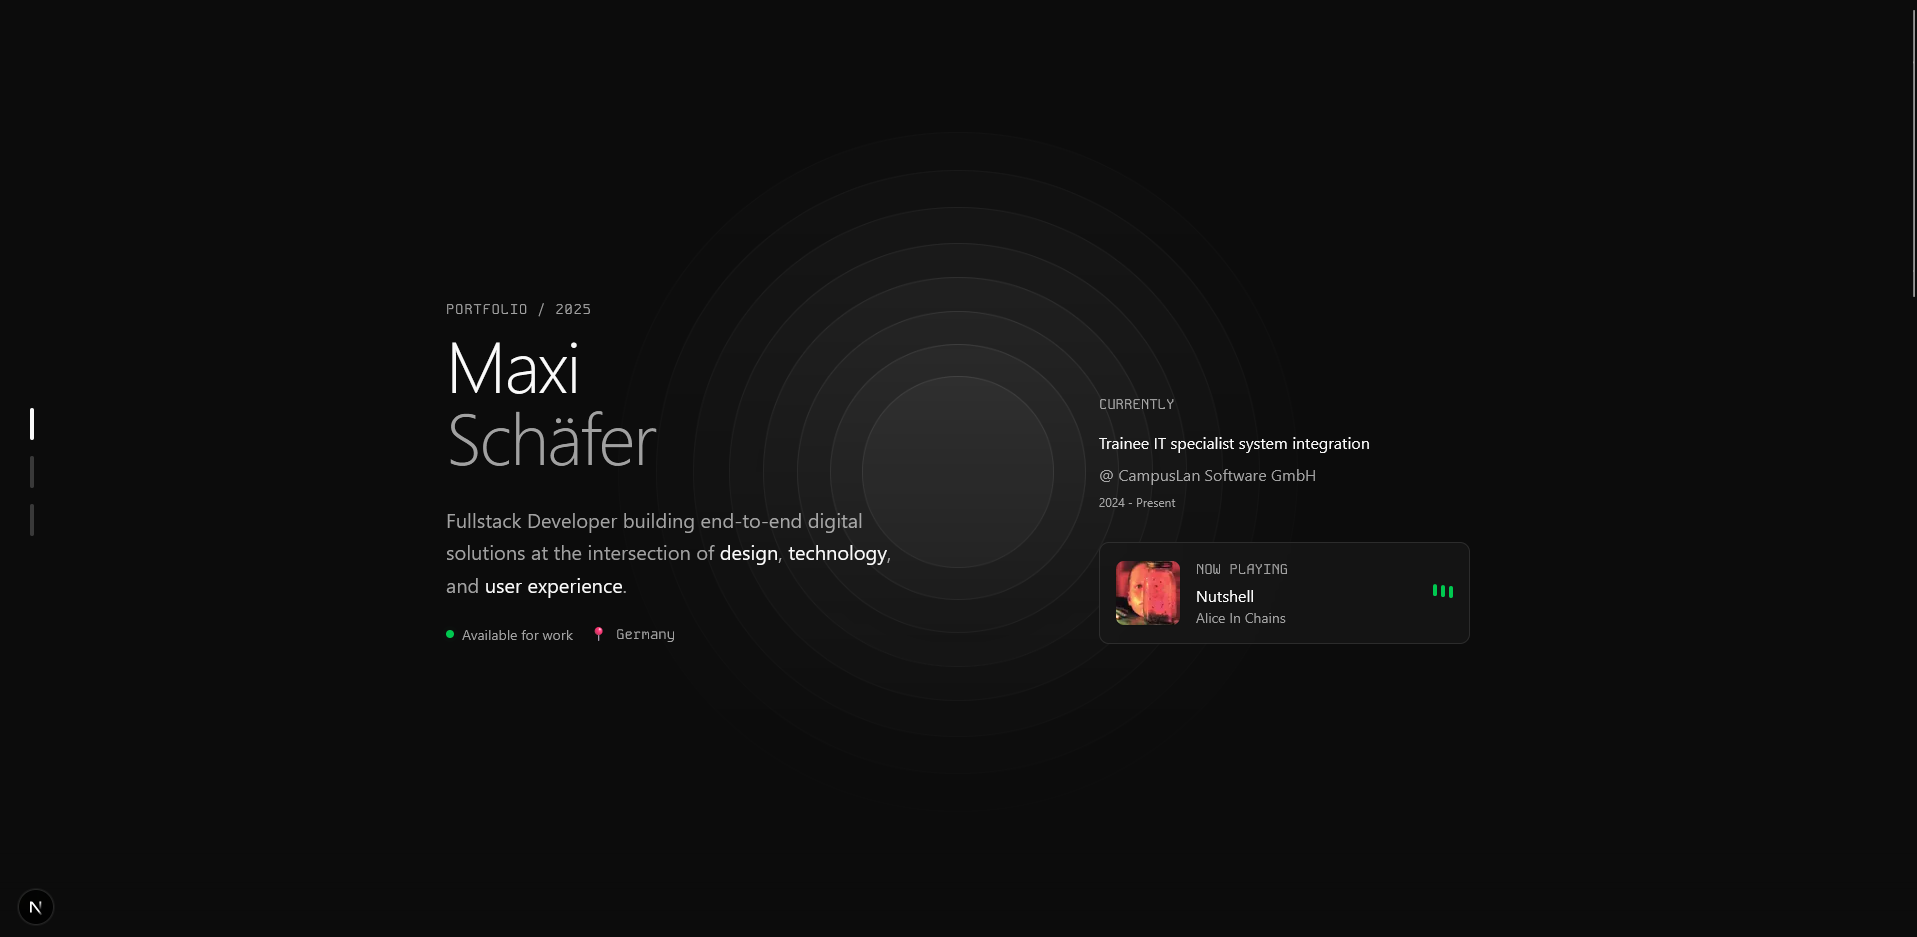 PORTFOLIO / 2025
Maxi
Schäfer
Fullstack Developer building end-to-end digital
solutions at the intersection of design, technology,
and user experience.
Available for work 📍 Germany
CURRENTLY
Trainee IT specialist system integration
@ CampusLan Software GmbH
2024 - Present
NOW PLAYING
Nutshell
Alice In Chains
N